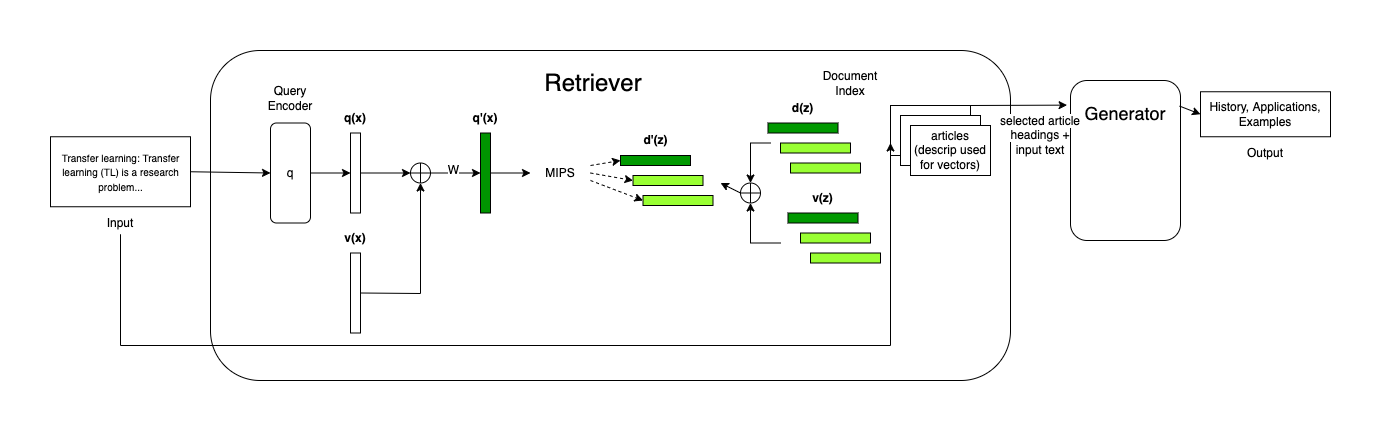 Retriever
Document
Index
Query
Encoder
Generator
d(z)
q(x)
q'(x)
History, Applications,
Examples
selected article
headings +
input text
articles
(descrip used
for vectors)
d'(z)
Output
Transfer learning: Transfer
learning (TL) is a research
problem...
q
W
MIPS
v(z)
Input
v(x)